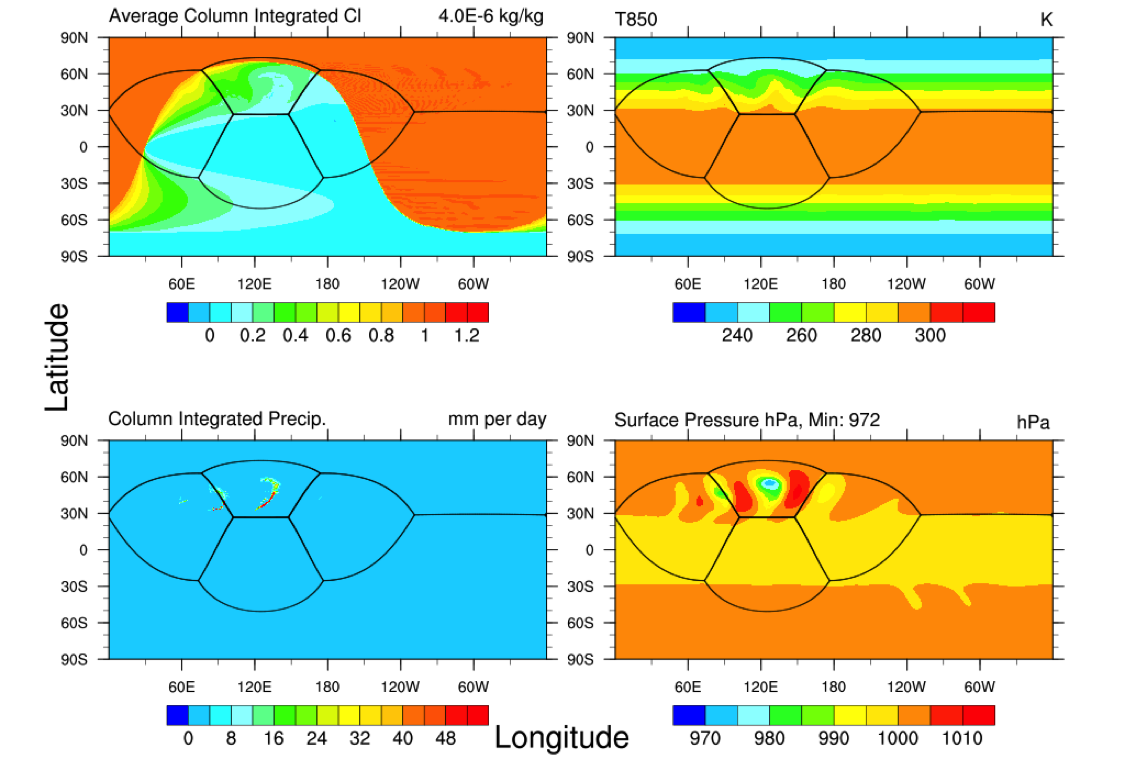 Average Column Integrated Cl 4.0E-6 kg/kg
90N
60N
30N
0
30S
60S
90S
60E 120E 180 120W 60W
0 0.2 0.4 0.6 0.8 1 1.2
T850 K
90N
60N
30N
0
30S
60S
90S
60E 120E 180 120W 60W
240 260 280 300
Latitude
Column Integrated Precip. mm per day
90N
60N
30N
0
30S
60S
90S
60E 120E 180 120W 60W
0 8 16 24 32 40 48
Surface Pressure hPa, Min: 972 hPa
90N
60N
30N
0
30S
60S
90S
60E 120E 180 120W 60W
970 980 990 1000 1010
Longitude